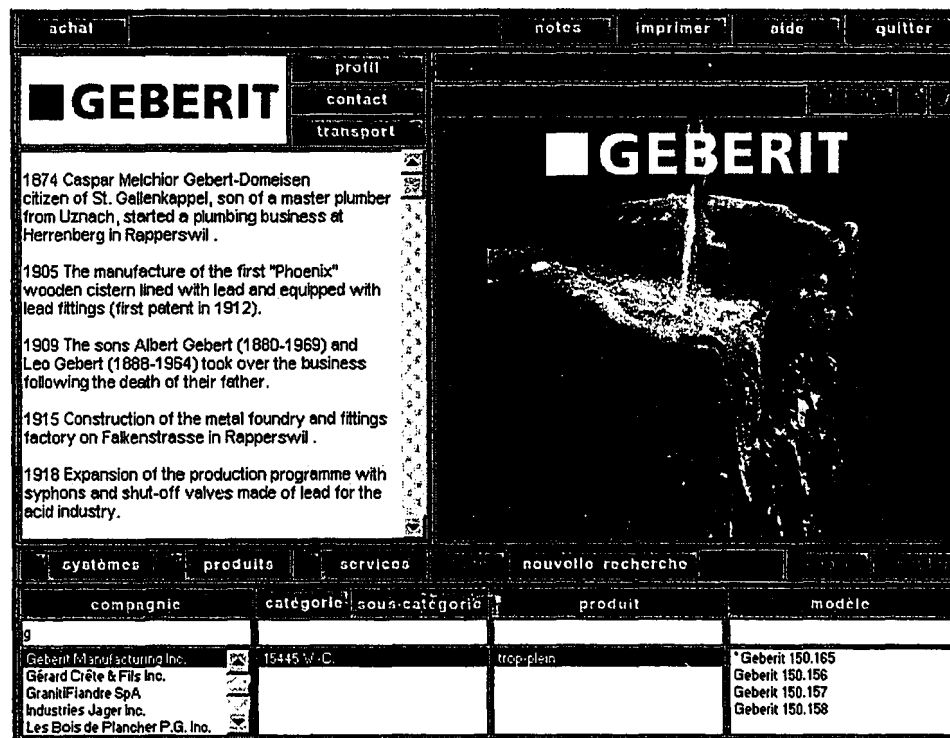 achat
notes
imprimer
aide
quitter
GEBERIT
profil
contact
transport
GEBERIT
1874 Caspar Melchior Gebert-Domeisen
citizen of St. Gallenkappel, son of a master plumber
from Uznach, started a plumbing business at
Herrenberg in Rapperswil .
1905 The manufacture of the first "Phoenix"
wooden cistern lined with lead and equipped with
lead fittings (first patent in 1912).
1909 The sons Albert Gebert (1880-1969) and
Leo Gebert (1888-1964) took over the business
following the death of their father.
1915 Construction of the metal foundry and fittings
factory on Falkenstrasse in Rapperswil .
1918 Expansion of the production programme with
syphons and shut-off valves made of lead for the
acid industry.
systèmes
produits
services
nouvelle recherche
compagnie
catégorie
sous-catégorie
produit
modèle
g
Geberit Manufacturing Inc.
15445 W.-C.
trop-plein
*Geberit 150.165
Gérard Crête & Fils Inc.
Geberit 150.156
GranitiFiandre SpA
Geberit 150.157
Industries Jager Inc.
Geberit 150.158
Les Bois de Plancher P.G. Inc.